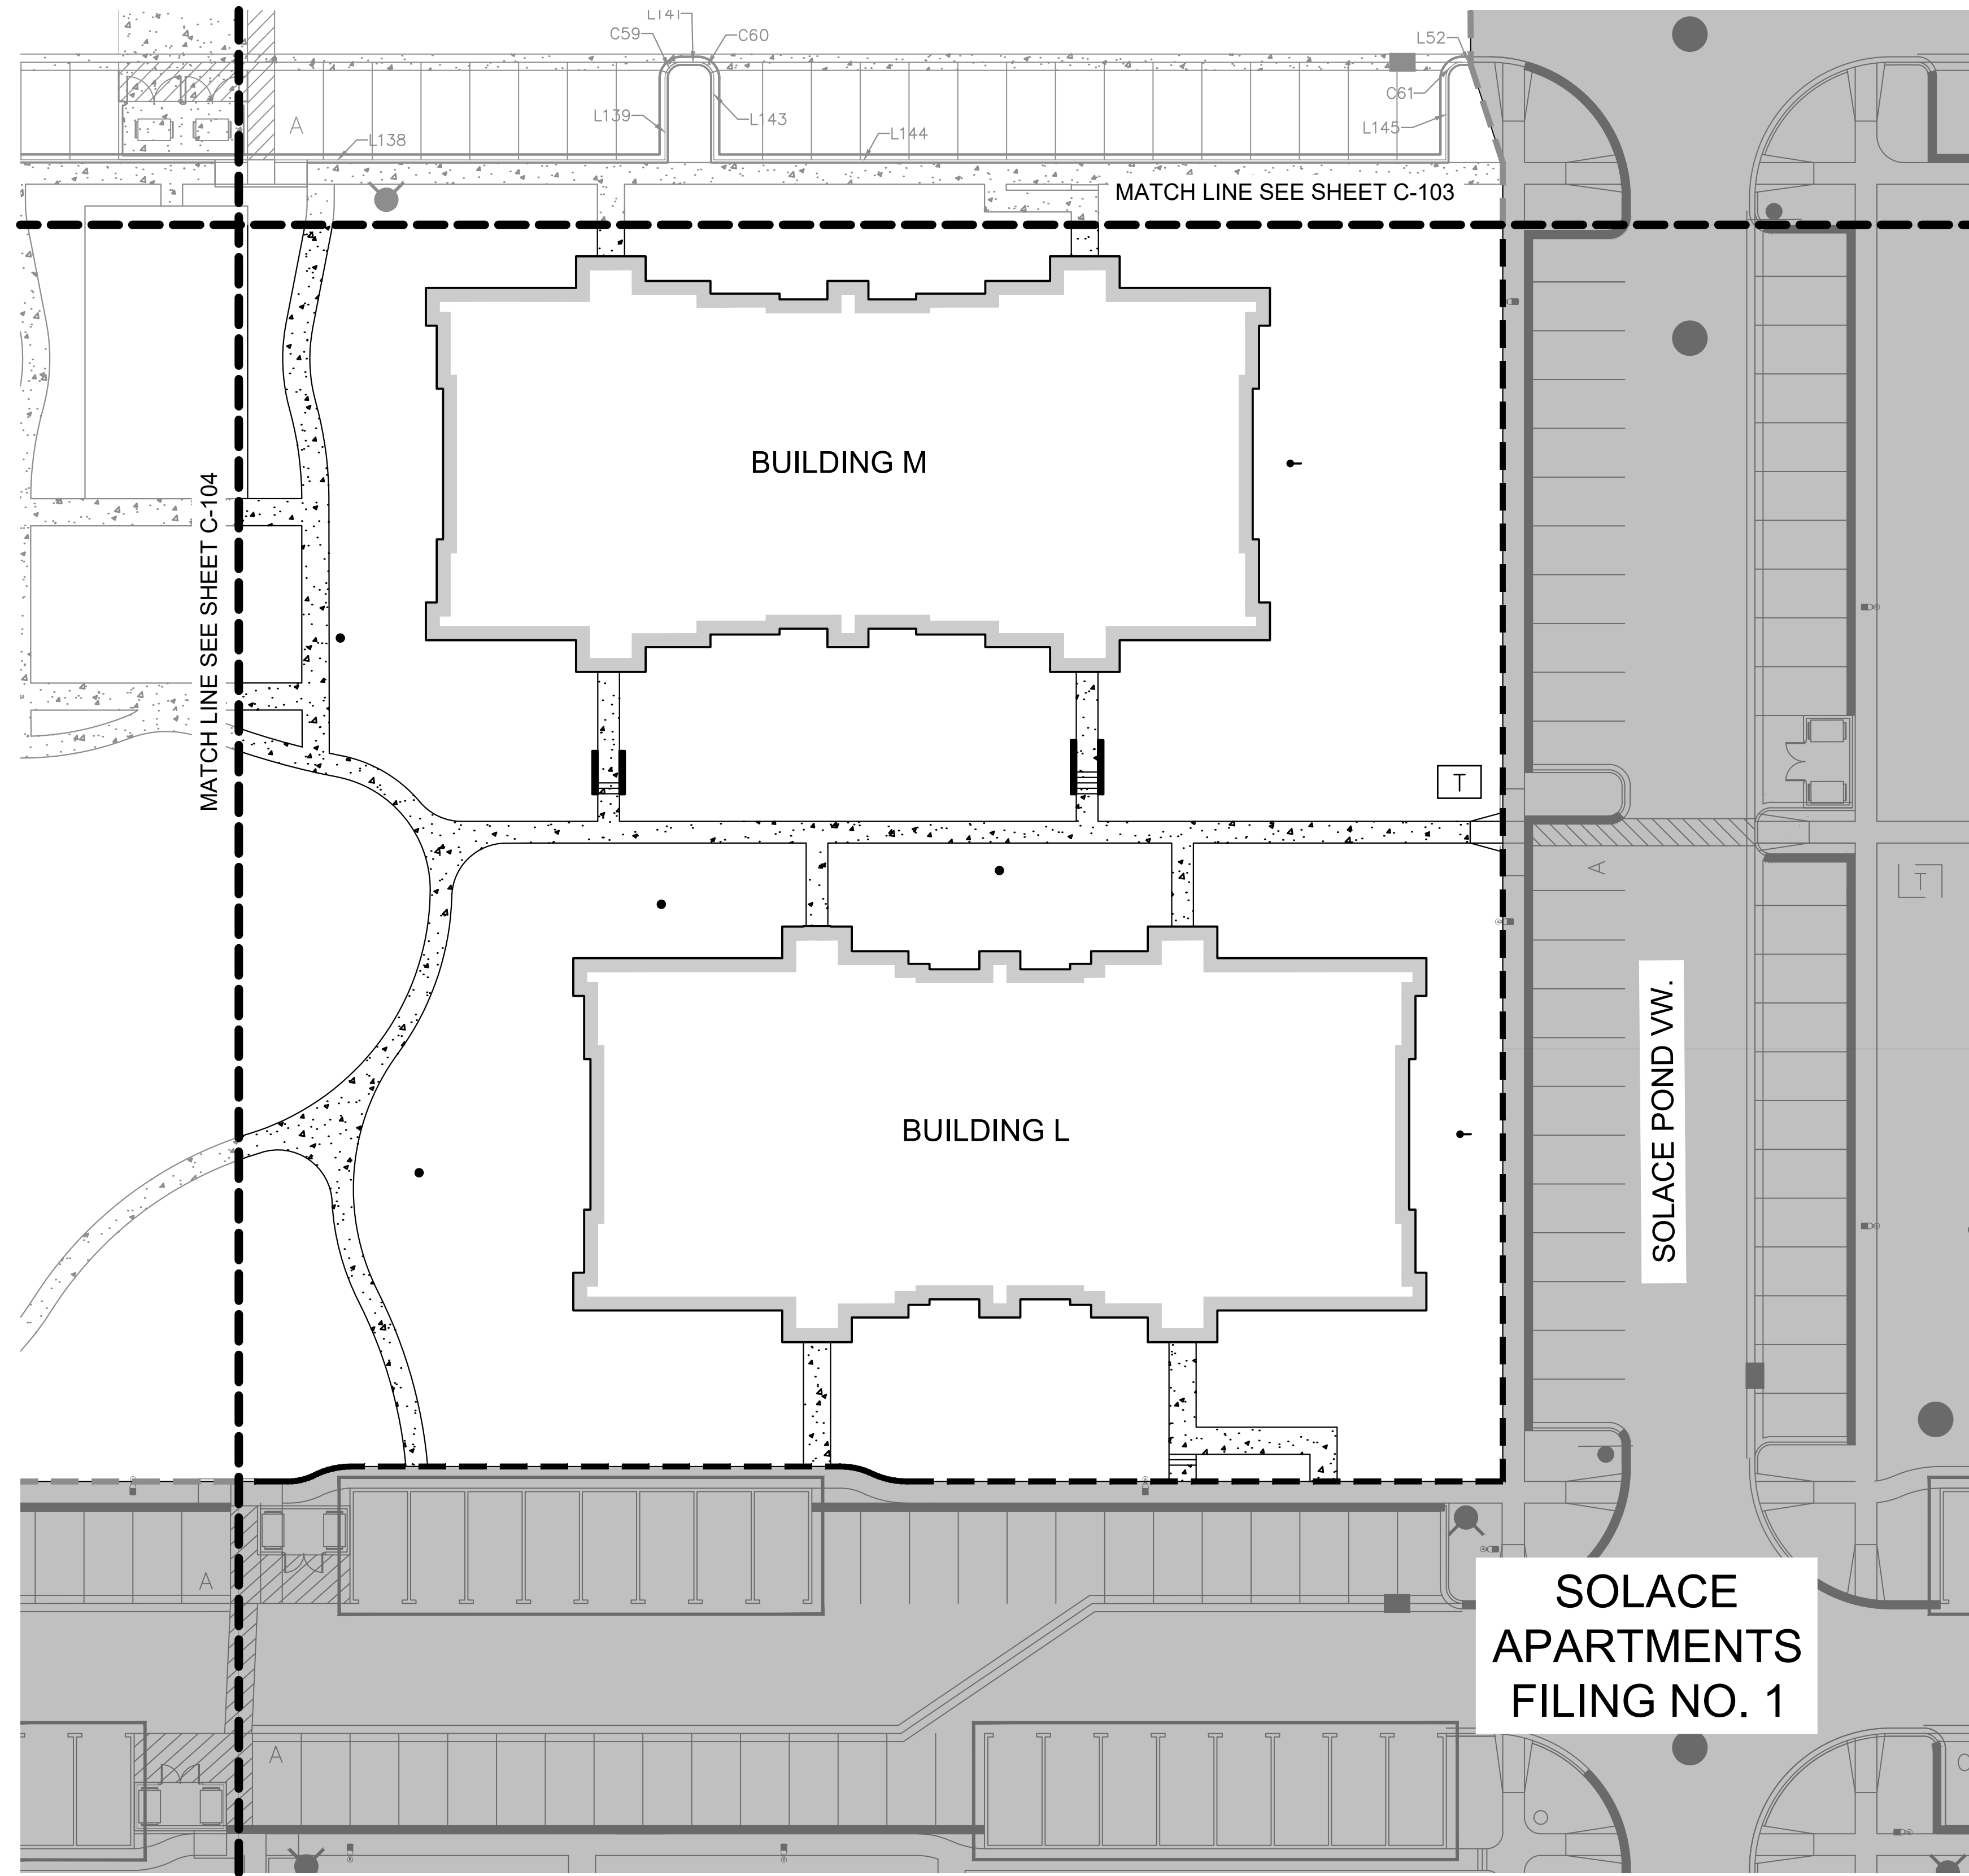 L141
C59
C60
L52
C61
L139
L143
L145
A
L138
L144
MATCH LINE SEE SHEET C-103
BUILDING M
MATCH LINE SEE SHEET C-104
T
A
T
SOLACE POND VW.
BUILDING L
A
SOLACE
APARTMENTS
FILING NO. 1
A